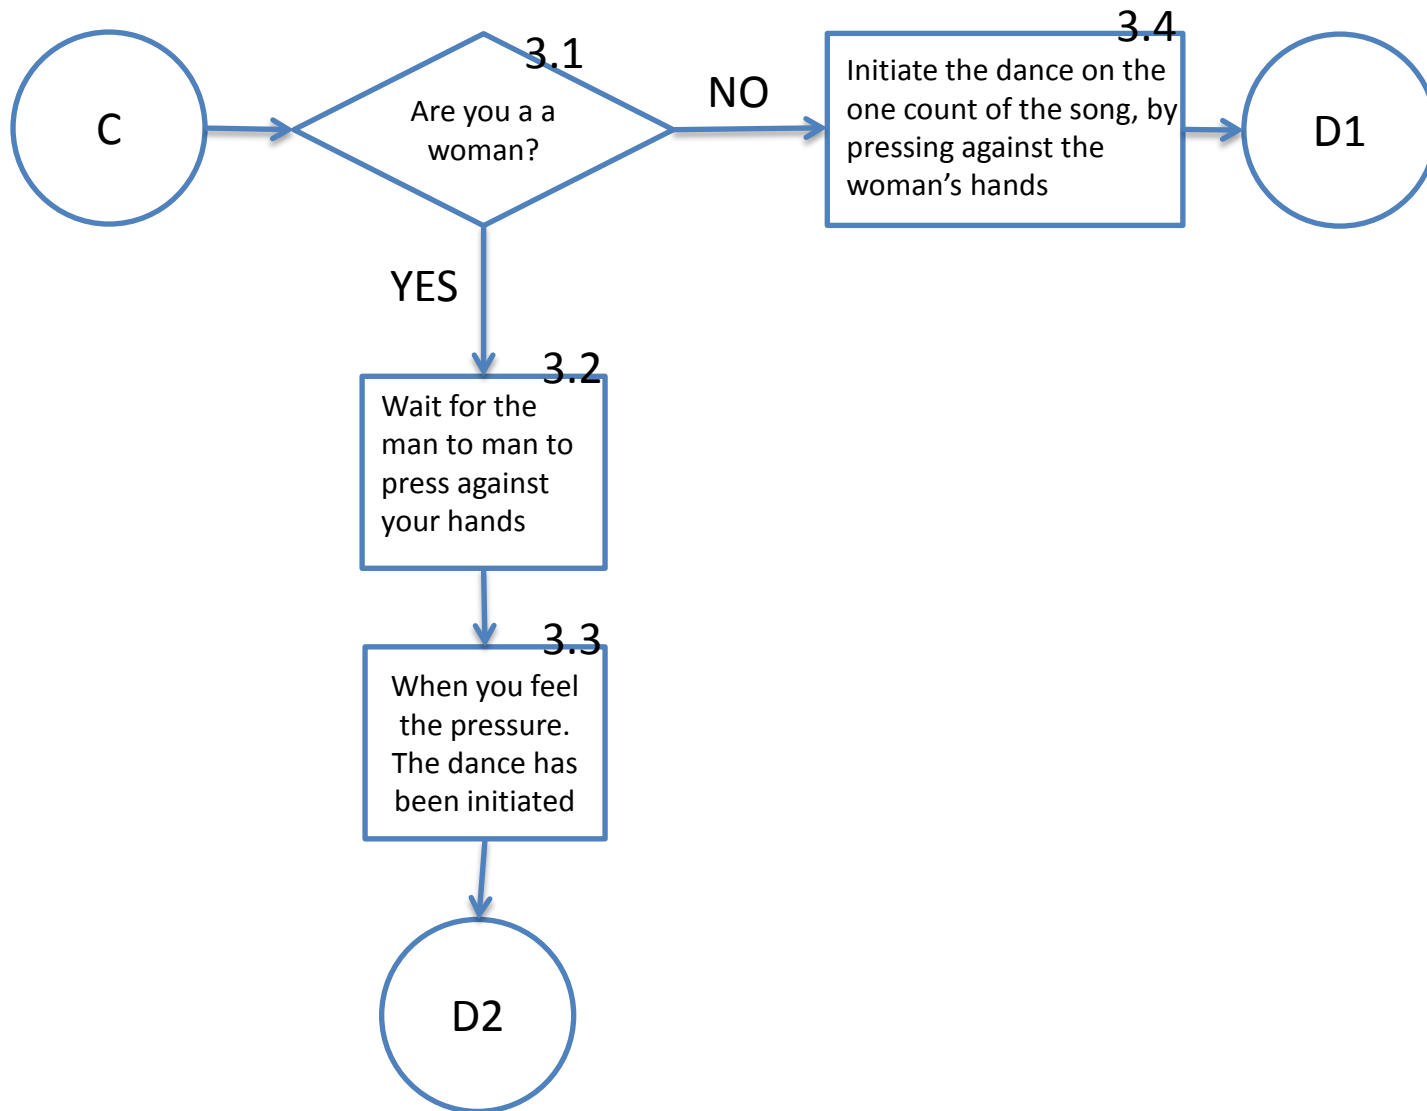 C
3.1
Are you a a
woman?
NO
3.4
Initiate the dance on the
one count of the song, by
pressing against the
woman’s hands
D1
YES
3.2
Wait for the
man to man to
press against
your hands
3.3
When you feel
the pressure.
The dance has
been initiated
D2